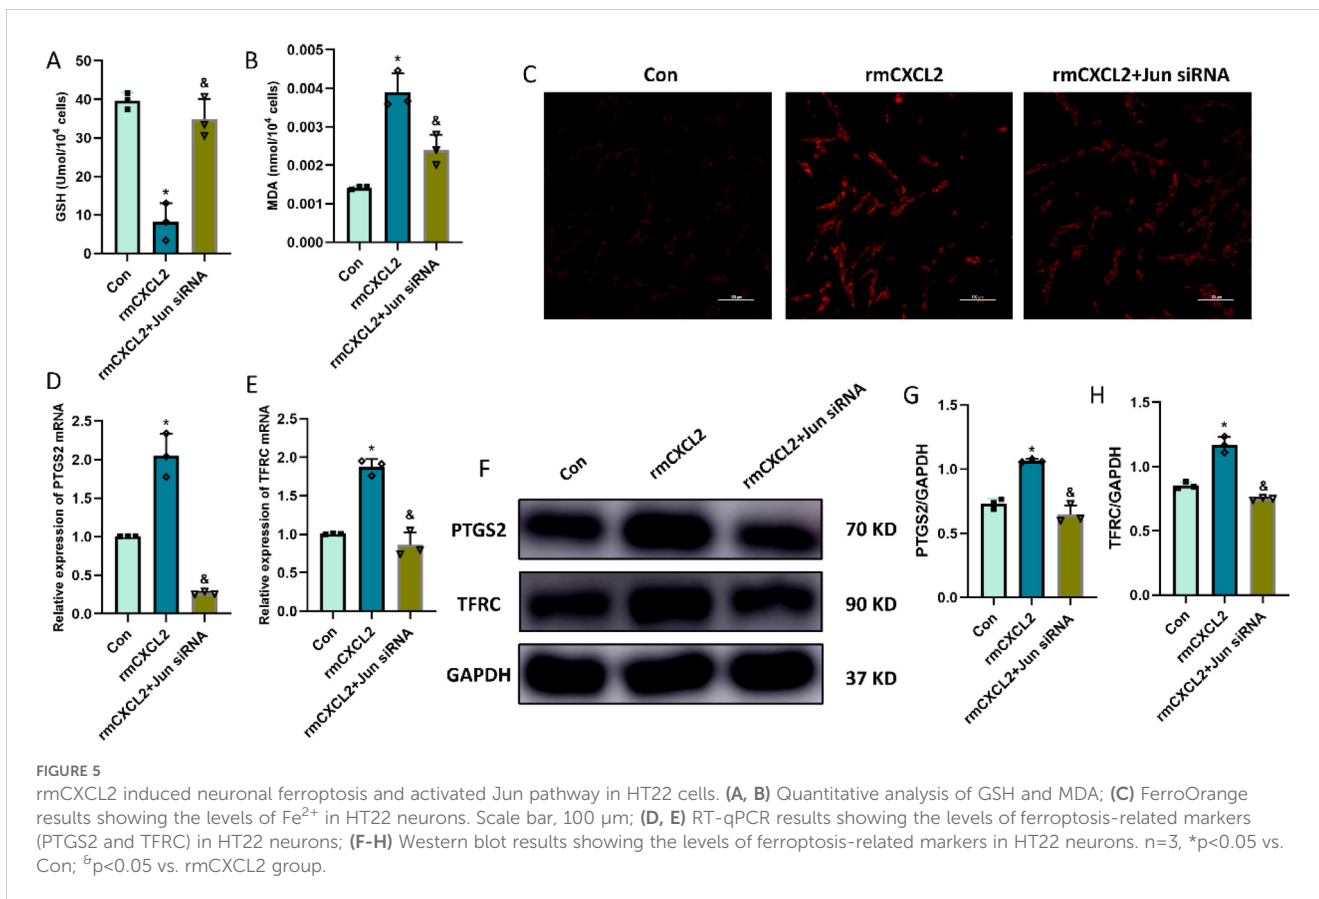 A
GSH (Umol/10⁴ cells)
50
40
30
20
10
0
*
&
Con
rmCXCL2
rmCXCL2+Jun siRNA
B
MDA (nmol/10⁴ cells)
0.005
0.004
0.003
0.002
0.001
0.000
*
&
Con
rmCXCL2
rmCXCL2+Jun siRNA
C
Con
rmCXCL2
rmCXCL2+Jun siRNA
100 μm
D
Relative expression of PTGS2 mRNA
2.5
2.0
1.5
1.0
0.5
0.0
*
&
Con
rmCXCL2
rmCXCL2+Jun siRNA
E
Relative expression of TFRC mRNA
2.5
2.0
1.5
1.0
0.5
0.0
*
&
Con
rmCXCL2
rmCXCL2+Jun siRNA
F
Con
rmCXCL2
rmCXCL2+Jun siRNA
PTGS2
70 KD
TFRC
90 KD
GAPDH
37 KD
G
PTGS2/GAPDH
1.5
1.0
0.5
0.0
*
&
Con
rmCXCL2
rmCXCL2+Jun siRNA
H
TFRC/GAPDH
1.5
1.0
0.5
0.0
*
&
Con
rmCXCL2
rmCXCL2+Jun siRNA
FIGURE 5
rmCXCL2 induced neuronal ferroptosis and activated Jun pathway in HT22 cells. (A, B) Quantitative analysis of GSH and MDA; (C) FerroOrange
results showing the levels of Fe²⁺ in HT22 neurons. Scale bar, 100 μm; (D, E) RT-qPCR results showing the levels of ferroptosis-related markers
(PTGS2 and TFRC) in HT22 neurons; (F-H) Western blot results showing the levels of ferroptosis-related markers in HT22 neurons. n=3, *p<0.05 vs.
Con; &p<0.05 vs. rmCXCL2 group.